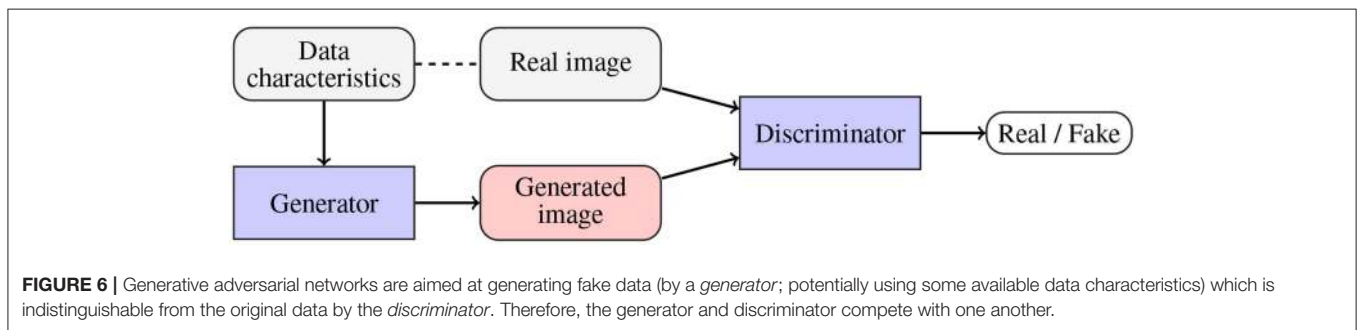 Data
characteristics
Real image
Discriminator
Real / Fake
Generator
Generated
image
FIGURE 6 | Generative adversarial networks are aimed at generating fake data (by a generator; potentially using some available data characteristics) which is
indistinguishable from the original data by the discriminator. Therefore, the generator and discriminator compete with one another.